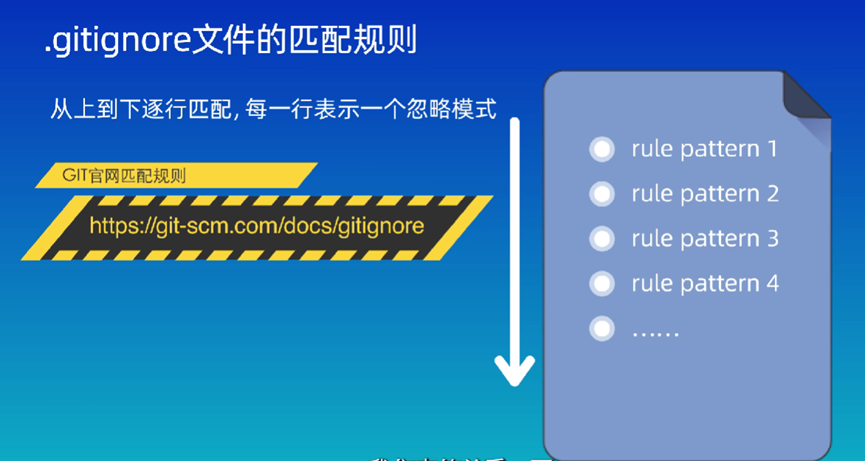 .gitignore文件的匹配规则
从上到下逐行匹配, 每一行表示一个忽略模式
GIT官网匹配规则
https://git-scm.com/docs/gitignore
rule pattern 1
rule pattern 2
rule pattern 3
rule pattern 4
......